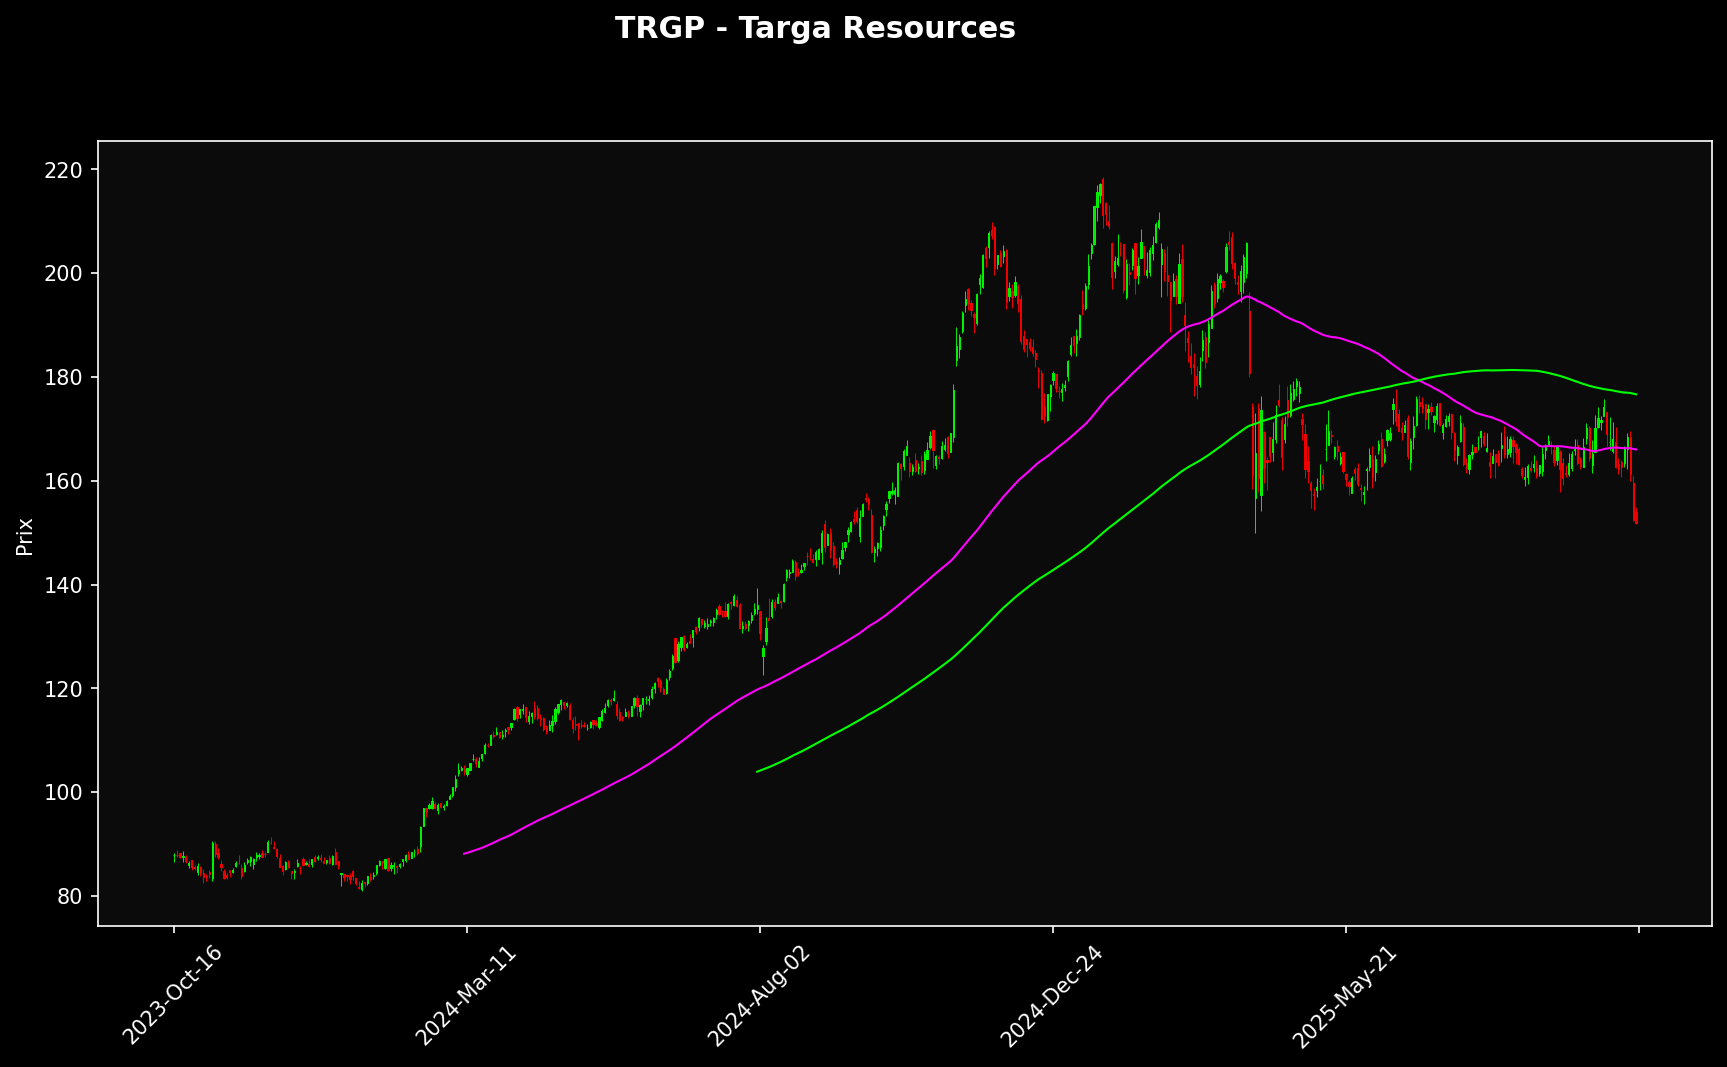 TRGP - Targa Resources
Prix
220
200
180
160
140
120
100
80
2023-Oct-16
2024-Mar-11
2024-Aug-02
2024-Dec-24
2025-May-21